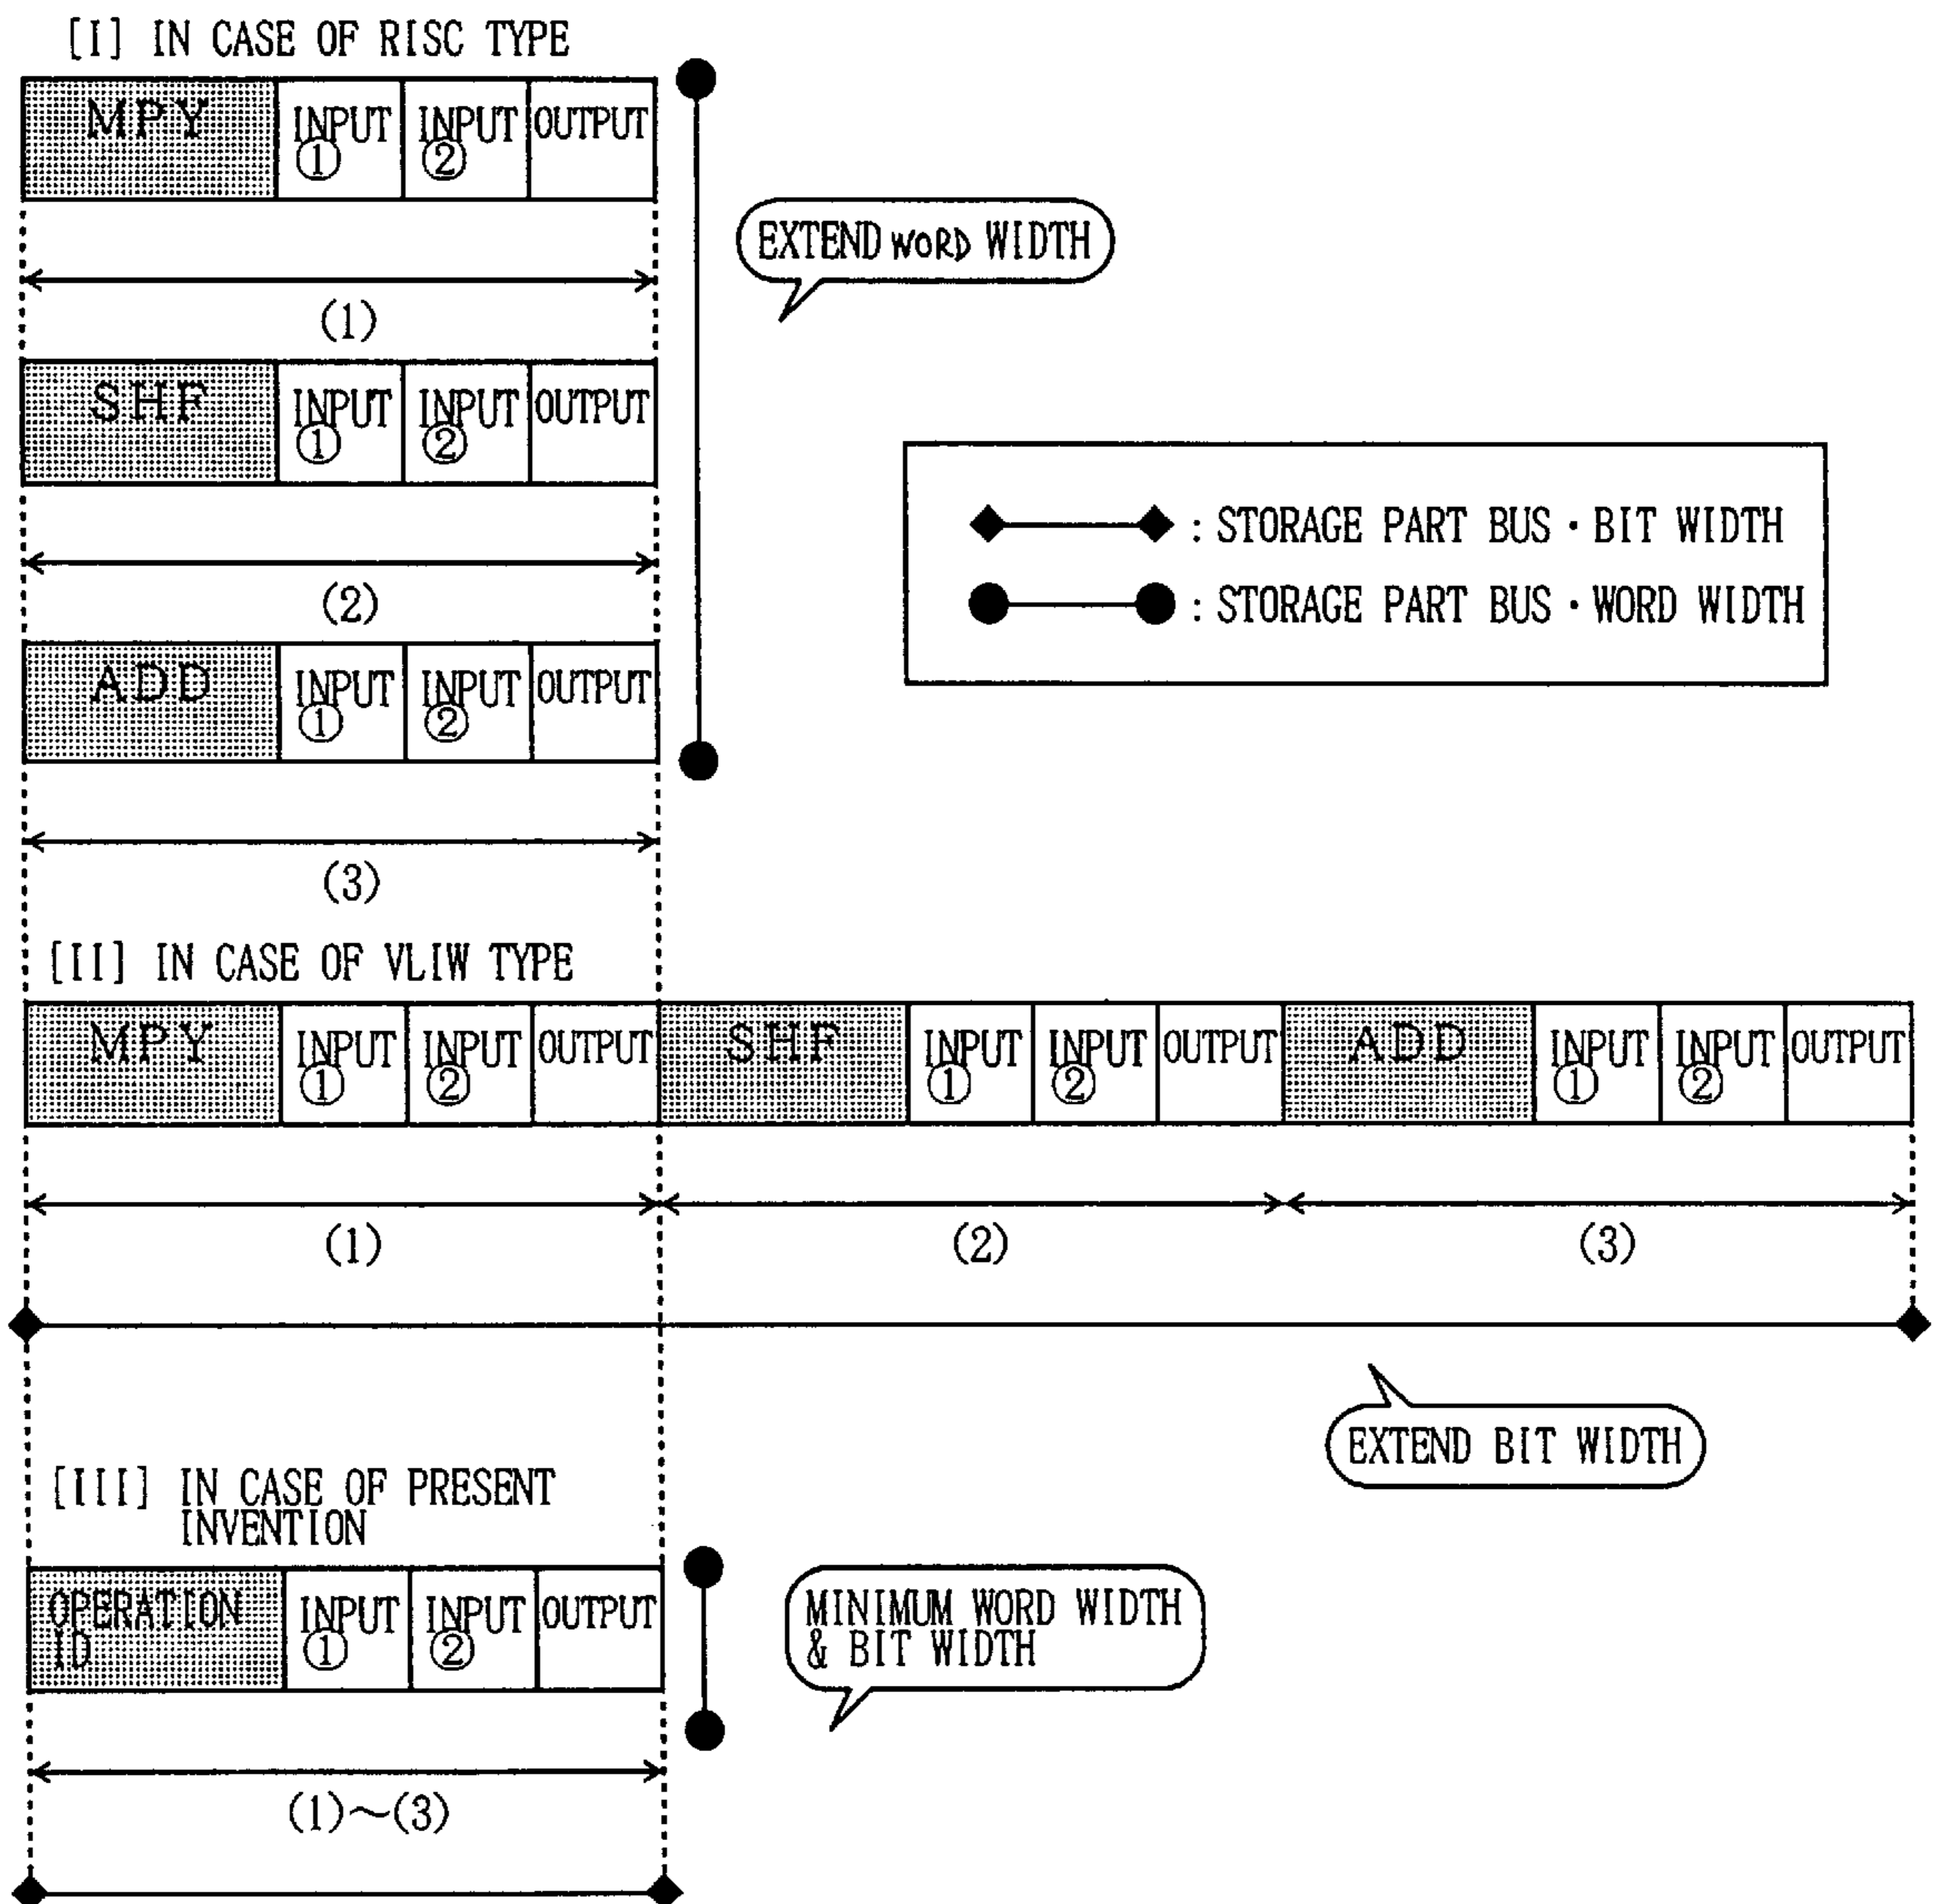 [I] IN CASE OF RISC TYPE
MPY INPUT INPUT OUTPUT
① ②
EXTEND WORD WIDTH
(1)
SHF INPUT INPUT OUTPUT
① ②
: STORAGE PART BUS・BIT WIDTH
(2)
: STORAGE PART BUS・WORD WIDTH
ADD INPUT INPUT OUTPUT
① ②
(3)
[II] IN CASE OF VLIW TYPE
MPY INPUT INPUT OUTPUT SHF INPUT INPUT OUTPUT ADD INPUT INPUT OUTPUT
① ② ① ② ① ②
(1) (2) (3)
EXTEND BIT WIDTH
[III] IN CASE OF PRESENT
INVENTION
OPERATION INPUT INPUT OUTPUT
ID ① ②
MINIMUM WORD WIDTH
& BIT WIDTH
(1)~(3)